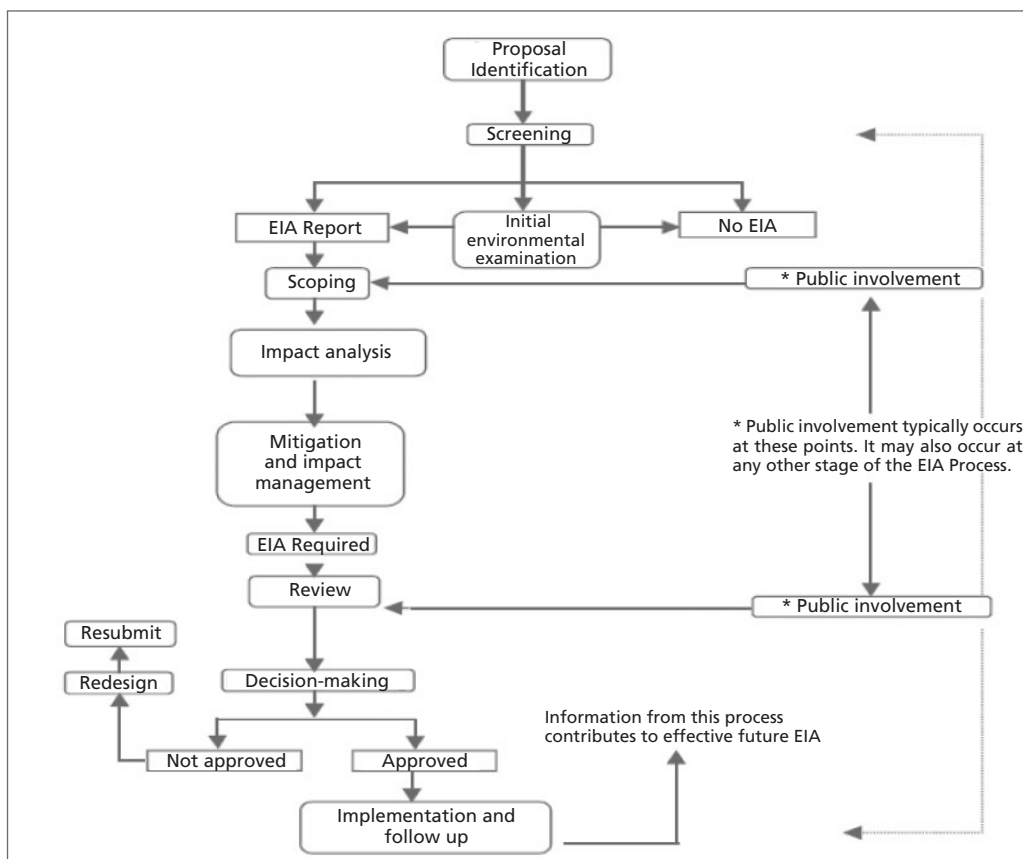 Proposal
Identification
Screening
EIA Report
Initial
environmental
examination
No EIA
Scoping
* Public involvement
Impact analysis
* Public involvement typically occurs
at these points. It may also occur at
any other stage of the EIA Process.
Mitigation
and impact
management
EIA Required
Review
* Public involvement
Resubmit
Redesign
Decision-making
Information from this process
contributes to effective future EIA
Not approved
Approved
Implementation and
follow up